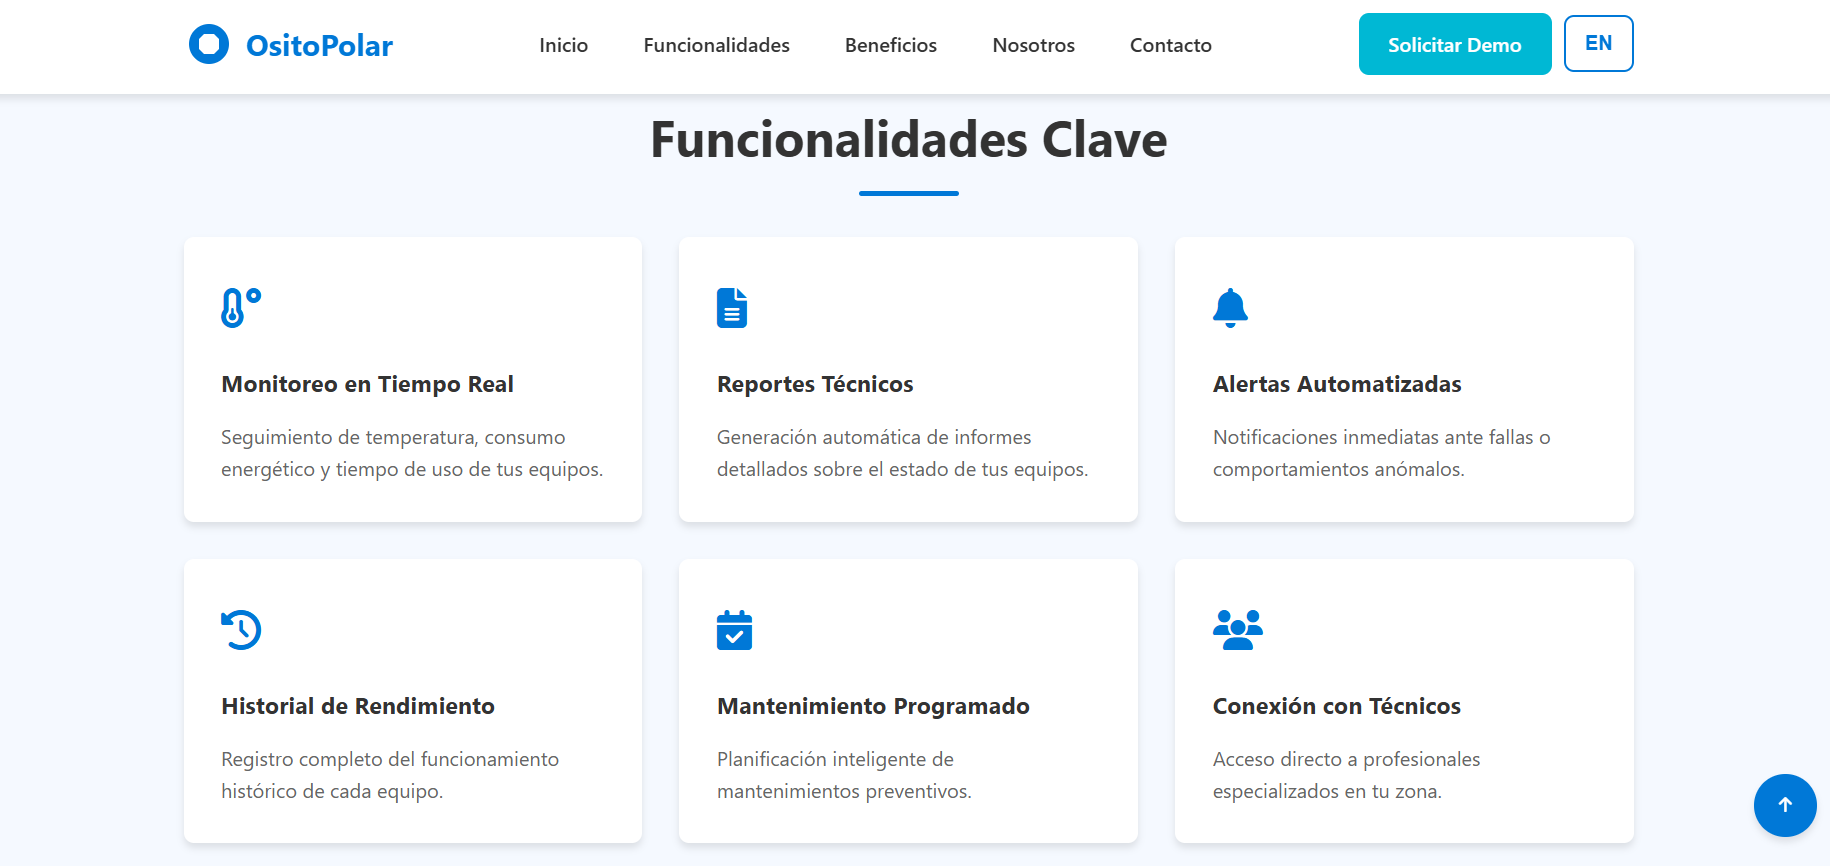 OsitoPolar
Inicio
Funcionalidades
Beneficios
Nosotros
Contacto
Solicitar Demo
EN
Funcionalidades Clave
Monitoreo en Tiempo Real
Seguimiento de temperatura, consumo
energético y tiempo de uso de tus equipos.
Reportes Técnicos
Generación automática de informes
detallados sobre el estado de tus equipos.
Alertas Automatizadas
Notificaciones inmediatas ante fallas o
comportamientos anómalos.
Historial de Rendimiento
Registro completo del funcionamiento
histórico de cada equipo.
Mantenimiento Programado
Planificación inteligente de
mantenimientos preventivos.
Conexión con Técnicos
Acceso directo a profesionales
especializados en tu zona.